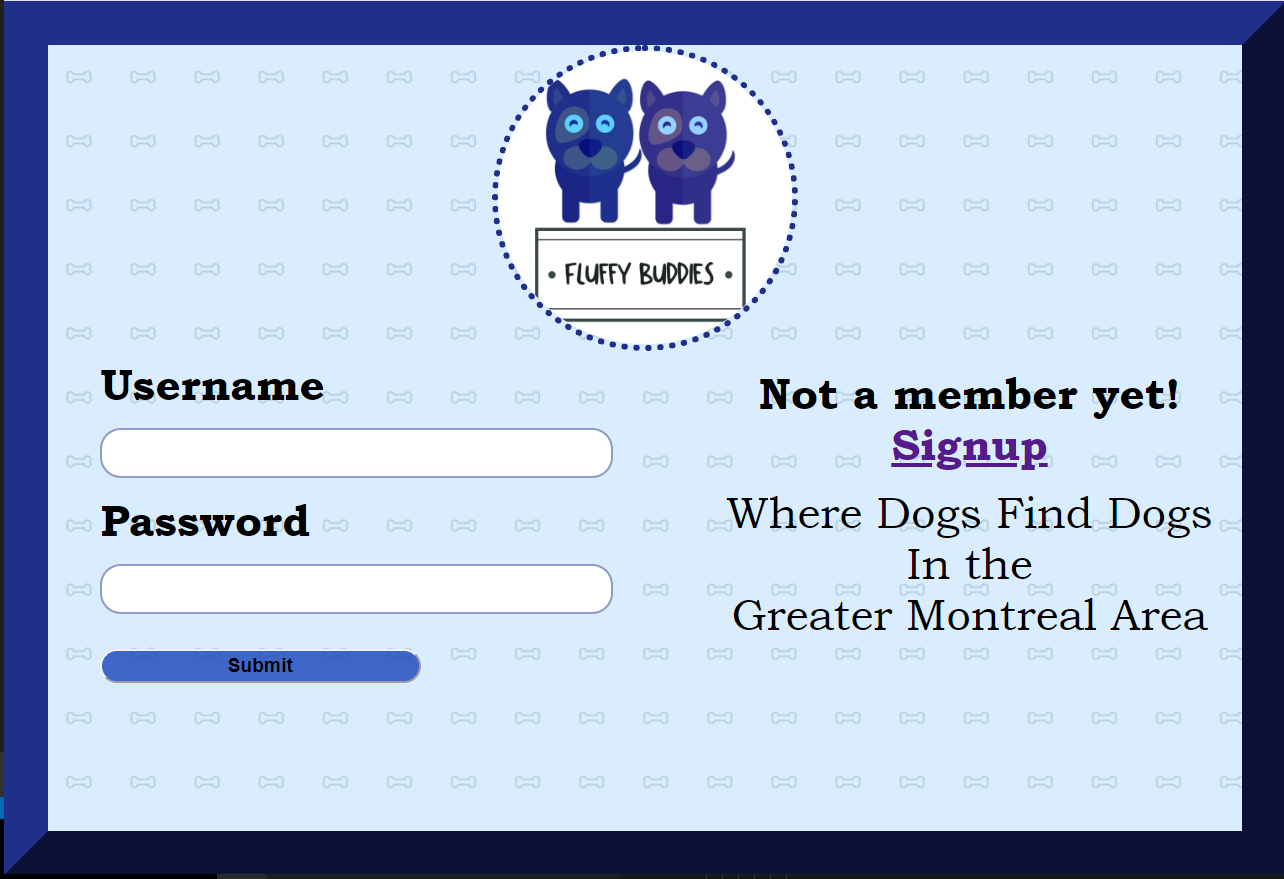 FLUFFY BUDDIES
Username
Password
Submit
Not a member yet!
Signup
Where Dogs Find Dogs
In the
Greater Montreal Area